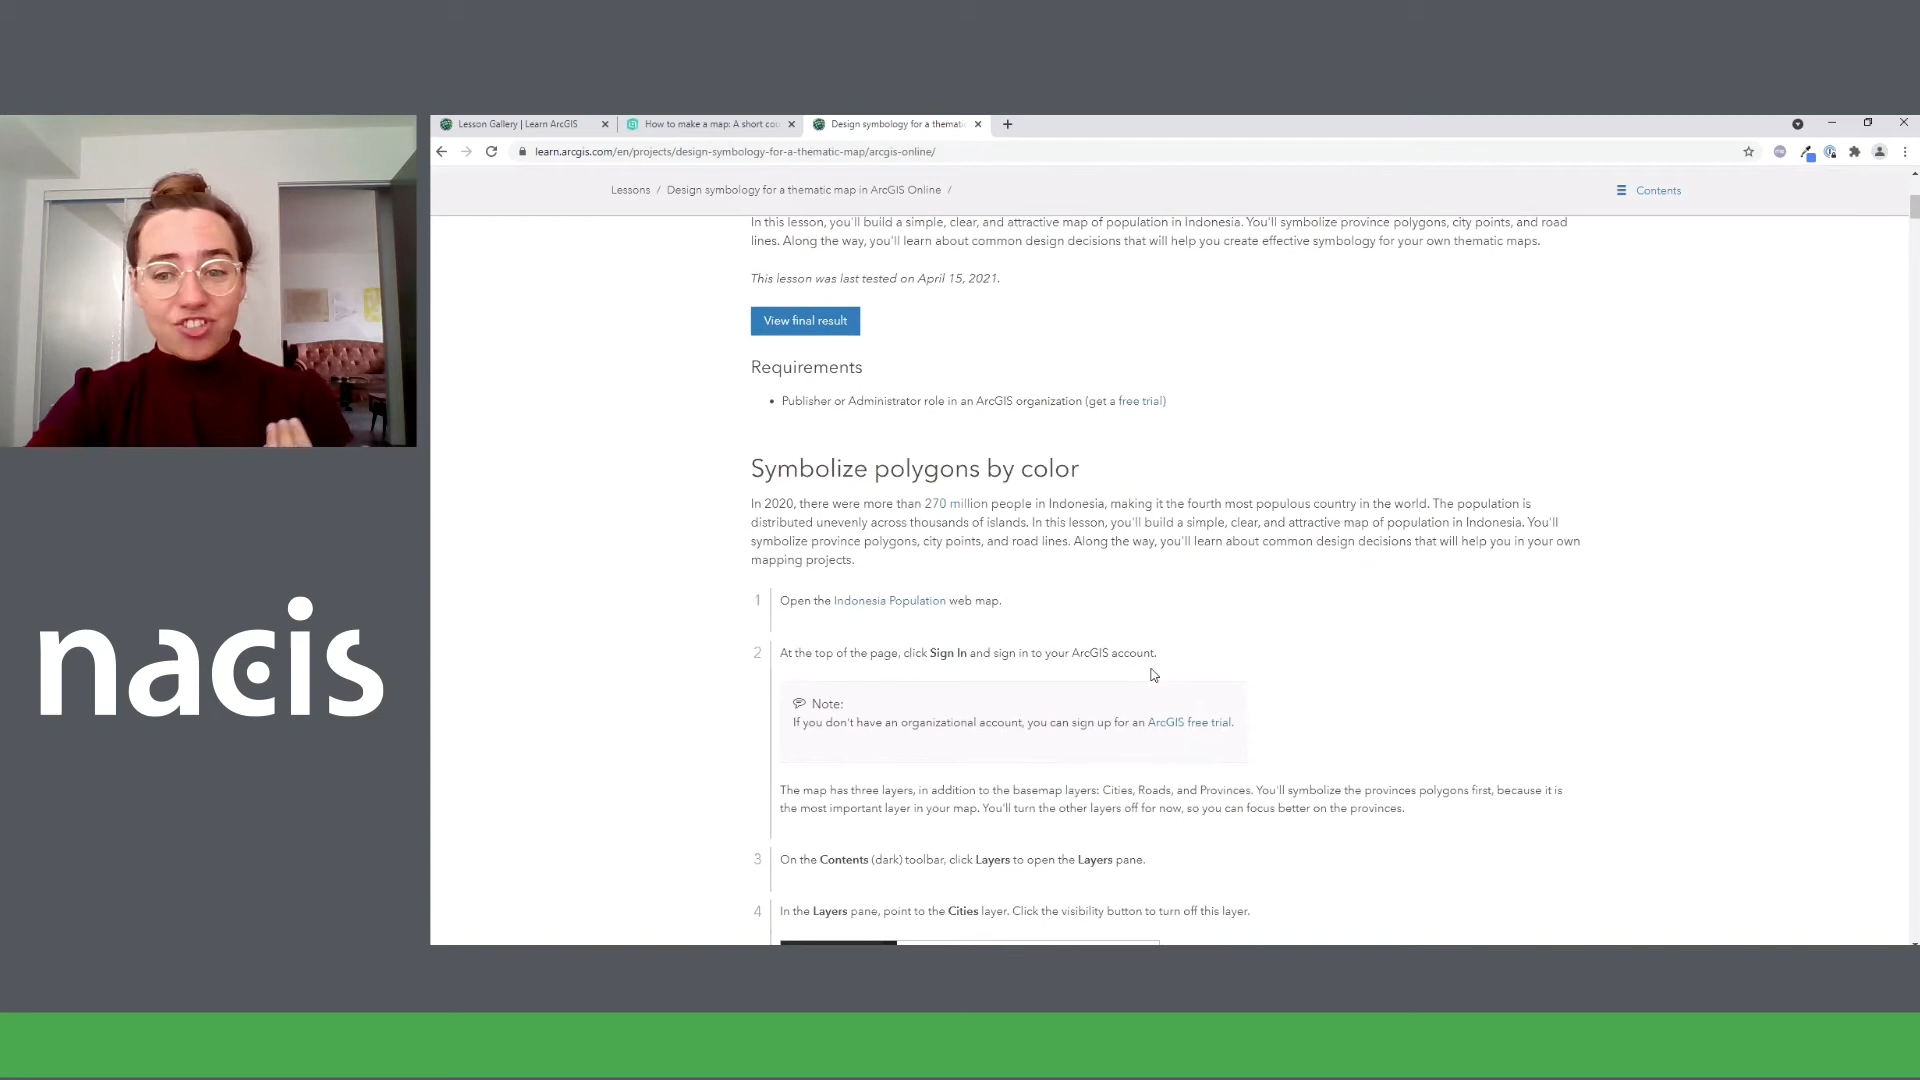 Lesson Gallery | Learn ArcGIS
How to make a map: A short cou
Design symbology for a themati
learn.arcgis.com/en/projects/design-symbology-for-a-thematic-map/arcgis-online/
Lessons / Design symbology for a thematic map in ArcGIS Online /
Contents
In this lesson, you'll build a simple, clear, and attractive map of population in Indonesia. You'll symbolize province polygons, city points, and road
lines. Along the way, you'll learn about common design decisions that will help you create effective symbology for your own thematic maps.
This lesson was last tested on April 15, 2021.
View final result
Requirements
• Publisher or Administrator role in an ArcGIS organization (get a free trial)
Symbolize polygons by color
In 2020, there were more than 270 million people in Indonesia, making it the fourth most populous country in the world. The population is
distributed unevenly across thousands of islands. In this lesson, you'll build a simple, clear, and attractive map of population in Indonesia. You'll
symbolize province polygons, city points, and road lines. Along the way, you'll learn about common design decisions that will help you in your own
mapping projects.
1 Open the Indonesia Population web map.
2 At the top of the page, click Sign In and sign in to your ArcGIS account.
Note:
If you don't have an organizational account, you can sign up for an ArcGIS free trial.
The map has three layers, in addition to the basemap layers: Cities, Roads, and Provinces. You'll symbolize the provinces polygons first, because it is
the most important layer in your map. You'll turn the other layers off for now, so you can focus better on the provinces.
3 On the Contents (dark) toolbar, click Layers to open the Layers pane.
4 In the Layers pane, point to the Cities layer. Click the visibility button to turn off this layer.
nacis